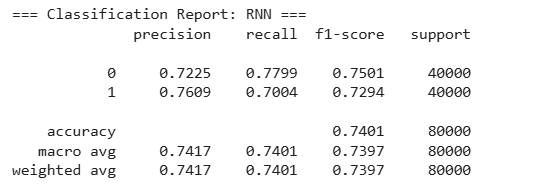 === Classification Report: RNN ===
precision recall f1-score support
0 0.7225 0.7799 0.7501 40000
1 0.7609 0.7004 0.7294 40000
accuracy 0.7401 80000
macro avg 0.7417 0.7401 0.7397 80000
weighted avg 0.7417 0.7401 0.7397 80000